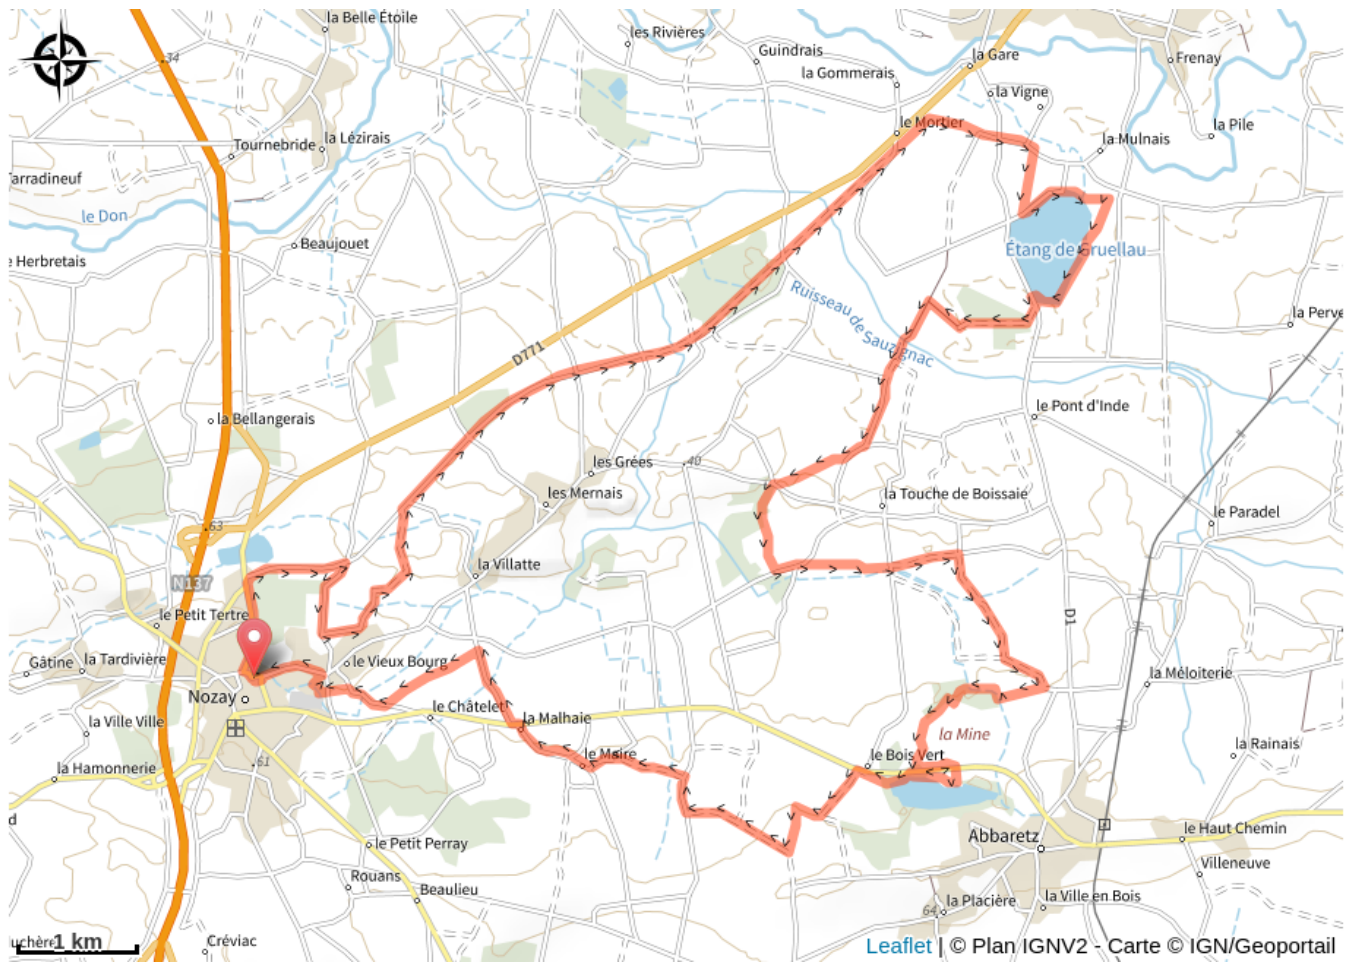 la Belle Étoile
les Rivières
Guindrais
la Gare
Frenay
34
la Gommerais
la Vigne
le Mortier
la Pile
Tournebride
la Lézirais
la Mulnais
arradineuf
le Don
Beaujouet
Étang de Gruellau
e Herbretais
Ruisseau de Sauzignac
la Perve
D771
la Bellangerais
le Pont d'Inde
les Grées
40
les Mernais
la Touche de Boissaie
63
le Paradel
la Villatte
N137
le Petit Tertre
D1
Gâtine
la Tardivière
le Vieux Bourg
la Méloiterie
Nozay
le Châtelet
la Ville Ville
la Malhaie
la Mine
la Rainais
le Maire
le Bois Vert
la Hamonnerie
61
d
le Petit Perray
Abbaretz
le Haut Chemin
Villeneuve
Rouans
Beaulieu
la Placière
la Ville en Bois
64
uchère
1 km
Créviac
Leaflet | © Plan IGNV2 - Carte © IGN/Geoportail